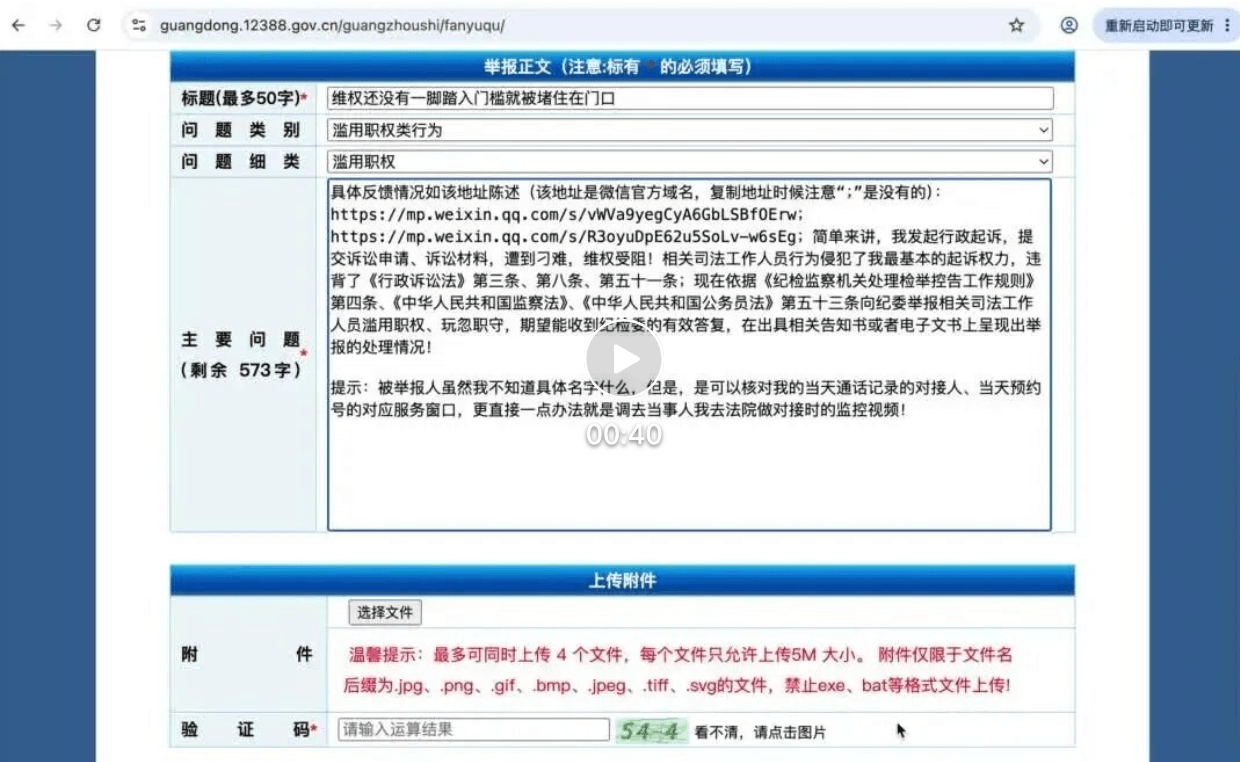 guangdong.12388.gov.cn/guangzhoushi/fanyuqu/
重新启动即可更新
举报正文（注意:标有 * 的必须填写）
标题(最多50字)* 维权还没有一脚踏入门槛就被堵住在门口
问题类别 滥用职权类行为
问题细类 滥用职权
具体反馈情况如该地址陈述（该地址是微信官方域名，复制地址时候注意“;”是没有的）：
https://mp.weixin.qq.com/s/vWVa9yegCyA6GbLSBfOErw;
https://mp.weixin.qq.com/s/R3oyuDpE62u5SoLv-w6sEg; 简单来讲，我发起行政起诉，提
交诉讼申请、诉讼材料，遭到刁难，维权受阻！相关司法工作人员行为侵犯了我最基本的起诉权力，违
背了《行政诉讼法》第三条、第八条、第五十一条；现在依据《纪检监察机关处理检举控告工作规则》
第四条、《中华人民共和国监察法》、《中华人民共和国公务员法》第五十三条向纪委举报相关司法工作
人员滥用职权、玩忽职守，期望能收到纪检委的有效答复，在出具相关告知书或者电子文书上呈现出举
主要问题*
报的处理情况！
(剩余 573字)
提示：被举报人虽然我不知道具体名字什么，但是，是可以核对我的当天通话记录的对接人、当天预约
号的对应服务窗口，更直接一点办法就是调去当事人我去法院做对接时的监控视频！
00:40
上传附件
选择文件
附件
温馨提示：最多可同时上传 4 个文件，每个文件只允许上传5M 大小。 附件仅限于文件名
后缀为.jpg、.png、.gif、.bmp、.jpeg、.tiff、.svg的文件，禁止exe、bat等格式文件上传!
验证码* 请输入运算结果 54-4 看不清，请点击图片